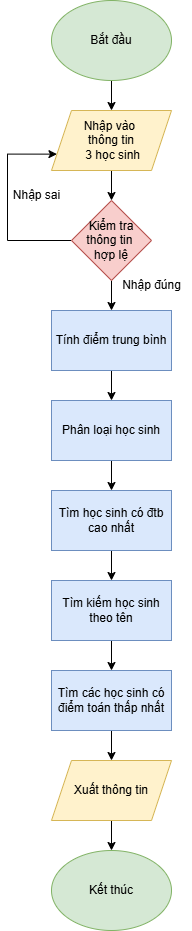 Bắt đầu
Nhập vào
thông tin
3 học sinh
Nhập sai
Kiểm tra
thông tin
hợp lệ
Nhập đúng
Tính điểm trung bình
Phân loại học sinh
Tìm học sinh có đtb
cao nhất
Tìm kiếm học sinh
theo tên
Tìm các học sinh có
điểm toán thấp nhất
Xuất thông tin
Kết thúc